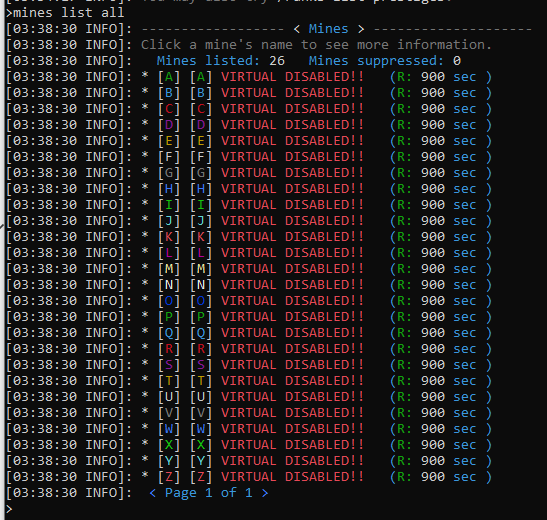 >mines list all
[03:38:30 INFO]: ------------------- < Mines > -------------------
[03:38:30 INFO]: Click a mine's name to see more information.
[03:38:30 INFO]:   Mines listed: 26   Mines suppressed: 0
[03:38:30 INFO]: * [A] [A] VIRTUAL DISABLED!!   (R: 900 sec )
[03:38:30 INFO]: * [B] [B] VIRTUAL DISABLED!!   (R: 900 sec )
[03:38:30 INFO]: * [C] [C] VIRTUAL DISABLED!!   (R: 900 sec )
[03:38:30 INFO]: * [D] [D] VIRTUAL DISABLED!!   (R: 900 sec )
[03:38:30 INFO]: * [E] [E] VIRTUAL DISABLED!!   (R: 900 sec )
[03:38:30 INFO]: * [F] [F] VIRTUAL DISABLED!!   (R: 900 sec )
[03:38:30 INFO]: * [G] [G] VIRTUAL DISABLED!!   (R: 900 sec )
[03:38:30 INFO]: * [H] [H] VIRTUAL DISABLED!!   (R: 900 sec )
[03:38:30 INFO]: * [I] [I] VIRTUAL DISABLED!!   (R: 900 sec )
[03:38:30 INFO]: * [J] [J] VIRTUAL DISABLED!!   (R: 900 sec )
[03:38:30 INFO]: * [K] [K] VIRTUAL DISABLED!!   (R: 900 sec )
[03:38:30 INFO]: * [L] [L] VIRTUAL DISABLED!!   (R: 900 sec )
[03:38:30 INFO]: * [M] [M] VIRTUAL DISABLED!!   (R: 900 sec )
[03:38:30 INFO]: * [N] [N] VIRTUAL DISABLED!!   (R: 900 sec )
[03:38:30 INFO]: * [O] [O] VIRTUAL DISABLED!!   (R: 900 sec )
[03:38:30 INFO]: * [P] [P] VIRTUAL DISABLED!!   (R: 900 sec )
[03:38:30 INFO]: * [Q] [Q] VIRTUAL DISABLED!!   (R: 900 sec )
[03:38:30 INFO]: * [R] [R] VIRTUAL DISABLED!!   (R: 900 sec )
[03:38:30 INFO]: * [S] [S] VIRTUAL DISABLED!!   (R: 900 sec )
[03:38:30 INFO]: * [T] [T] VIRTUAL DISABLED!!   (R: 900 sec )
[03:38:30 INFO]: * [U] [U] VIRTUAL DISABLED!!   (R: 900 sec )
[03:38:30 INFO]: * [V] [V] VIRTUAL DISABLED!!   (R: 900 sec )
[03:38:30 INFO]: * [W] [W] VIRTUAL DISABLED!!   (R: 900 sec )
[03:38:30 INFO]: * [X] [X] VIRTUAL DISABLED!!   (R: 900 sec )
[03:38:30 INFO]: * [Y] [Y] VIRTUAL DISABLED!!   (R: 900 sec )
[03:38:30 INFO]: * [Z] [Z] VIRTUAL DISABLED!!   (R: 900 sec )
[03:38:30 INFO]:  < Page 1 of 1 >
>